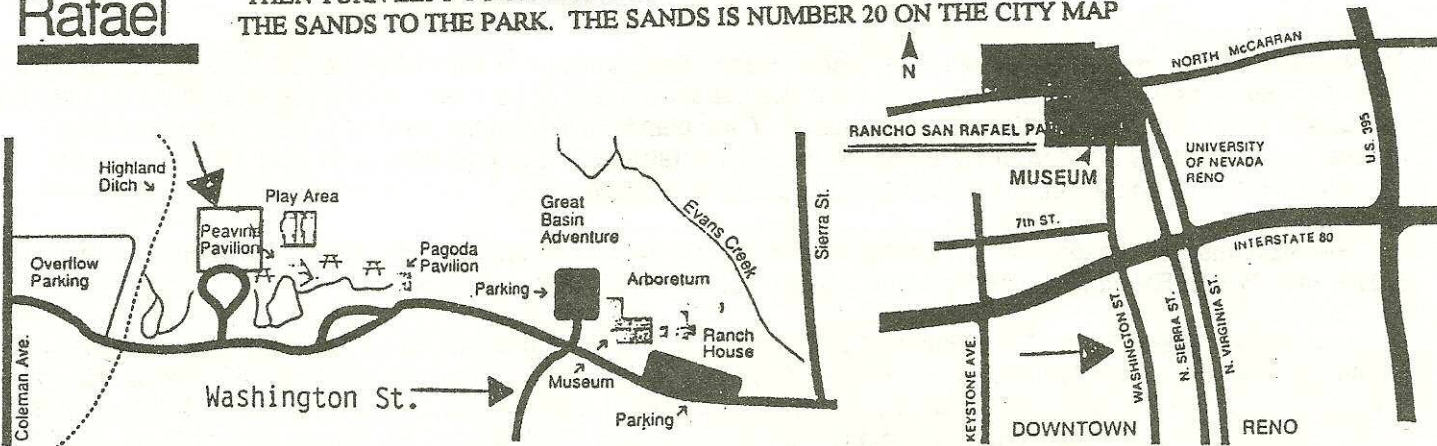 Rafael
THE SANDS TO THE PARK. THE SANDS IS NUMBER 20 ON THE CITY MAP
Highland
Ditch
Play Area
Peavine
Pavilion
Overflow
Parking
Pagoda
Pavilion
Coleman Ave.
Washington St.
Great
Basin
Adventure
Parking
Evans Creek
Arboretum
Ranch
House
Museum
Parking
Sierra St.
N
NORTH McCARRAN
RANCHO SAN RAFAEL PA
MUSEUM
UNIVERSITY
OF NEVADA
RENO
U.S. 395
7th ST.
INTERSTATE 80
KEYSTONE AVE.
WASHINGTON ST.
N. SIERRA ST.
N. VIRGINIA ST.
DOWNTOWN RENO